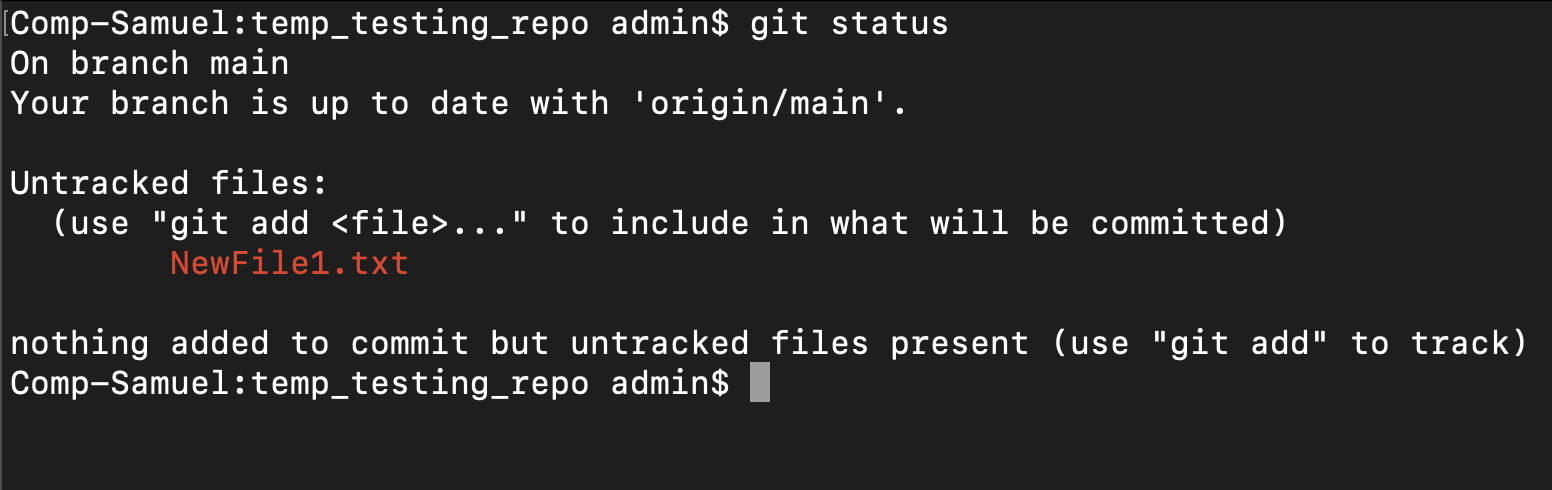 [Comp-Samuel:temp_testing_repo admin$ git status
On branch main
Your branch is up to date with 'origin/main'.

Untracked files:
  (use "git add <file>..." to include in what will be committed)
        NewFile1.txt

nothing added to commit but untracked files present (use "git add" to track)
Comp-Samuel:temp_testing_repo admin$